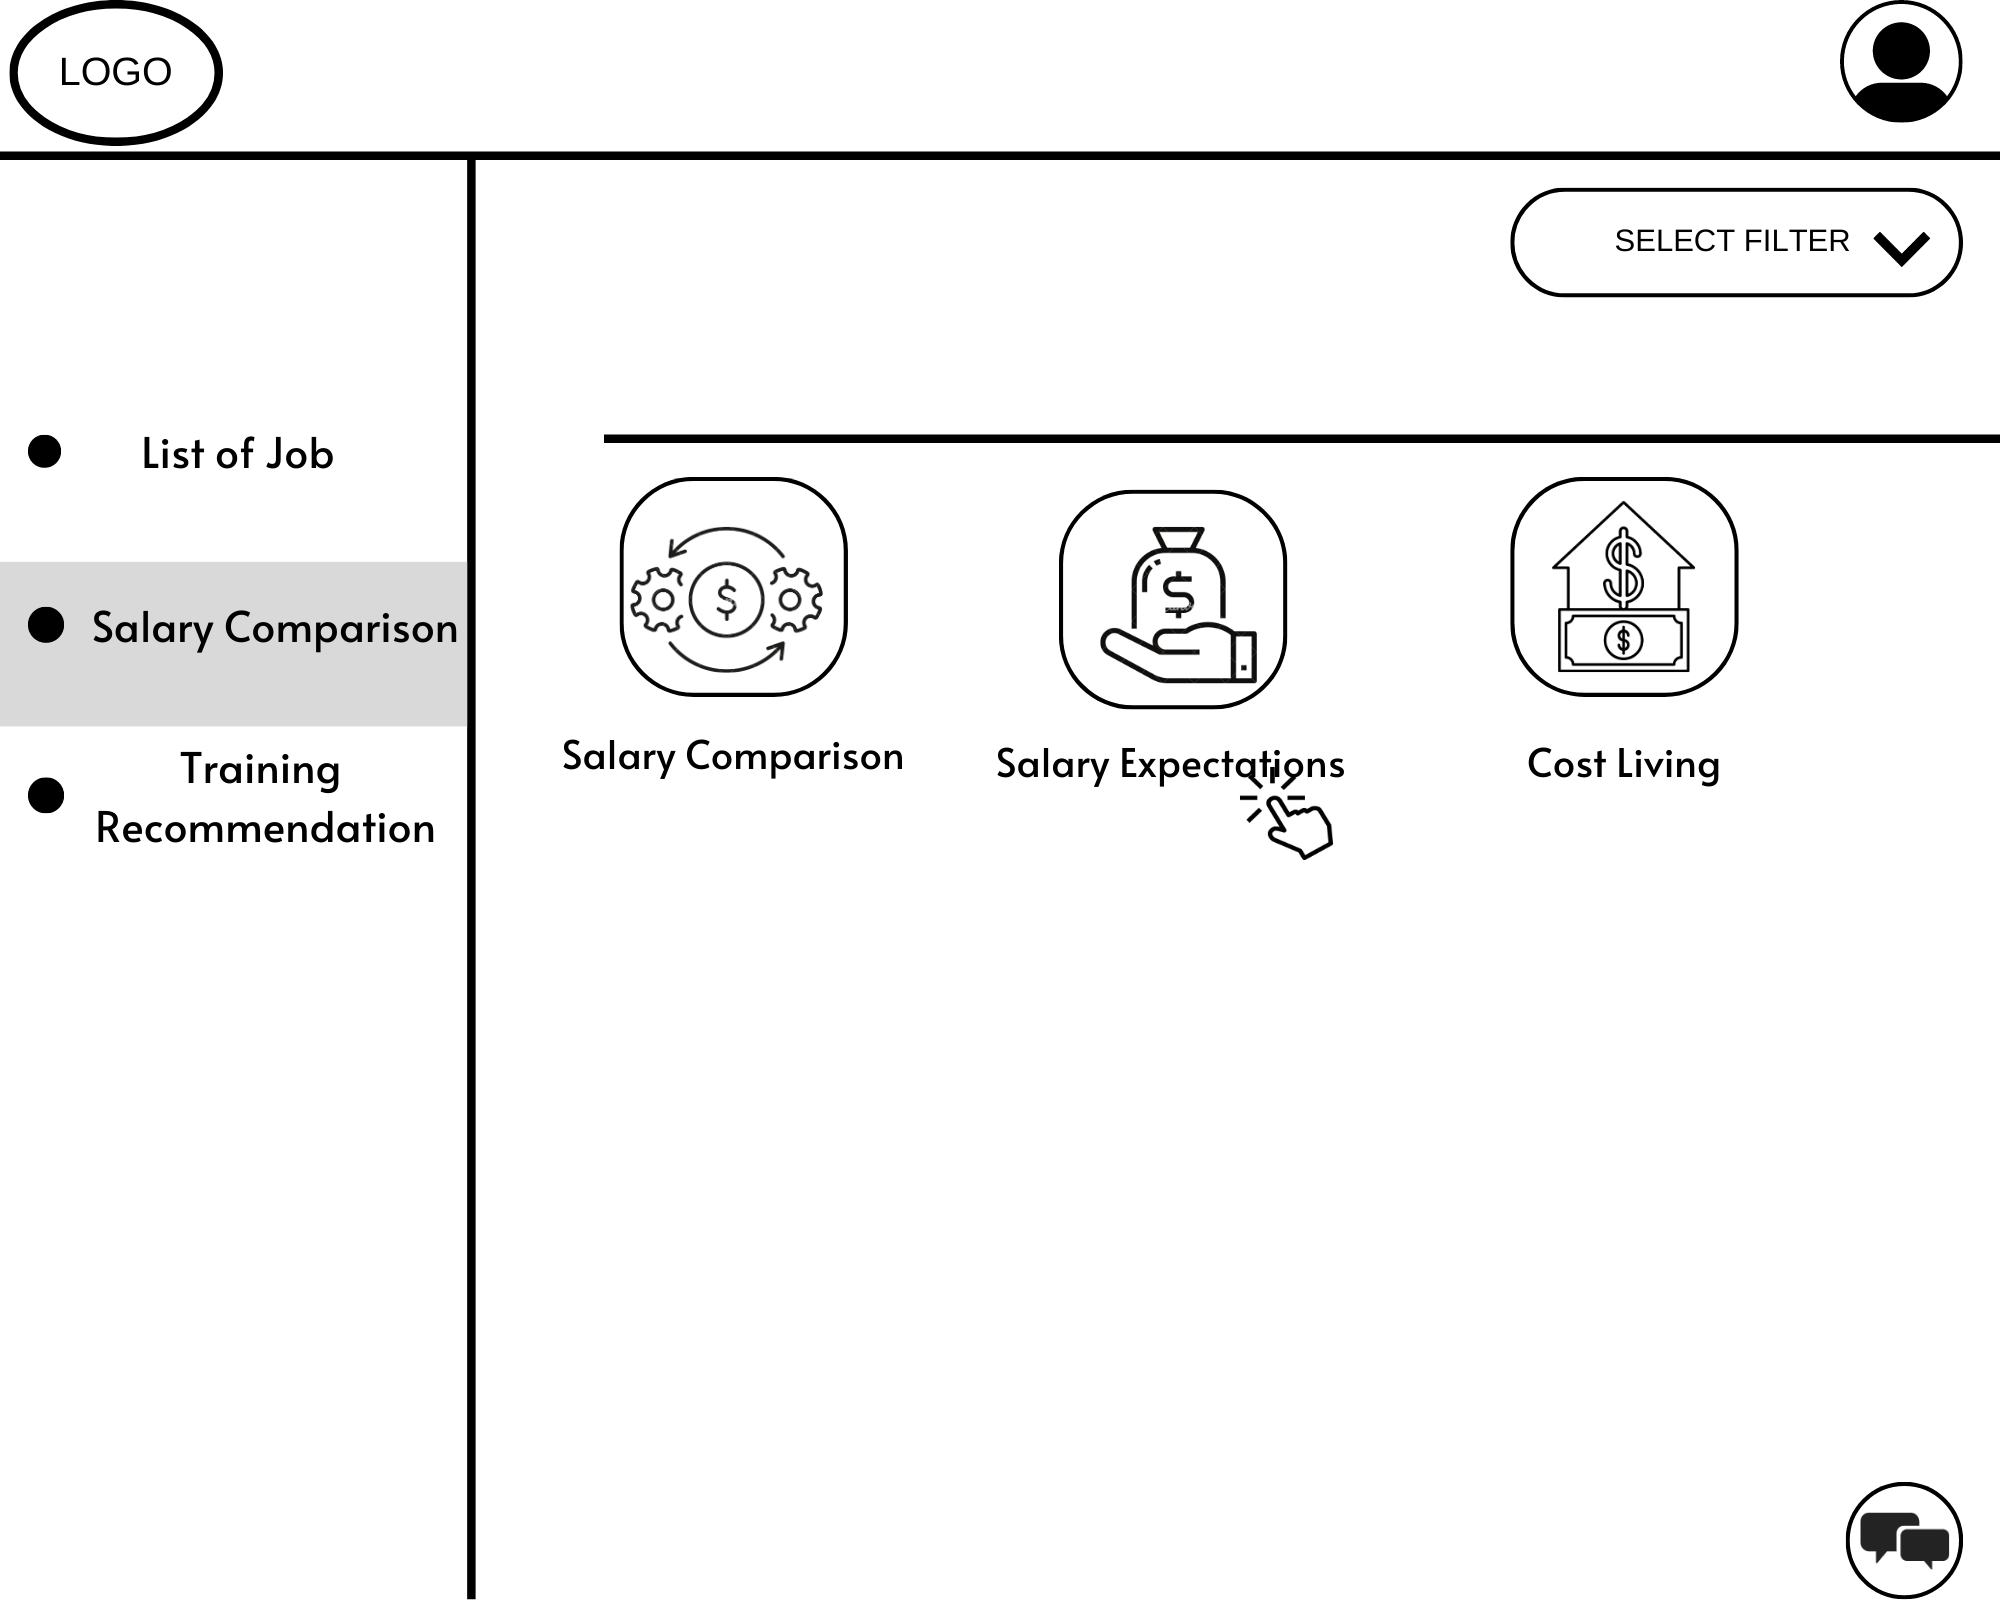 LOGO
SELECT FILTER
List of Job
Salary Comparison
Training
Recommendation
$
$
$
$
Salary Comparison
Salary Expectations
Cost Living